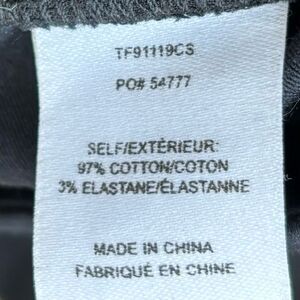 TF91119CS
PO# 54777
SELF/EXTÉRIEUR:
97% COTTON/COTON
3% ELASTANE/ÉLASTANNE
MADE IN CHINA
FABRIQUÉ EN CHINE